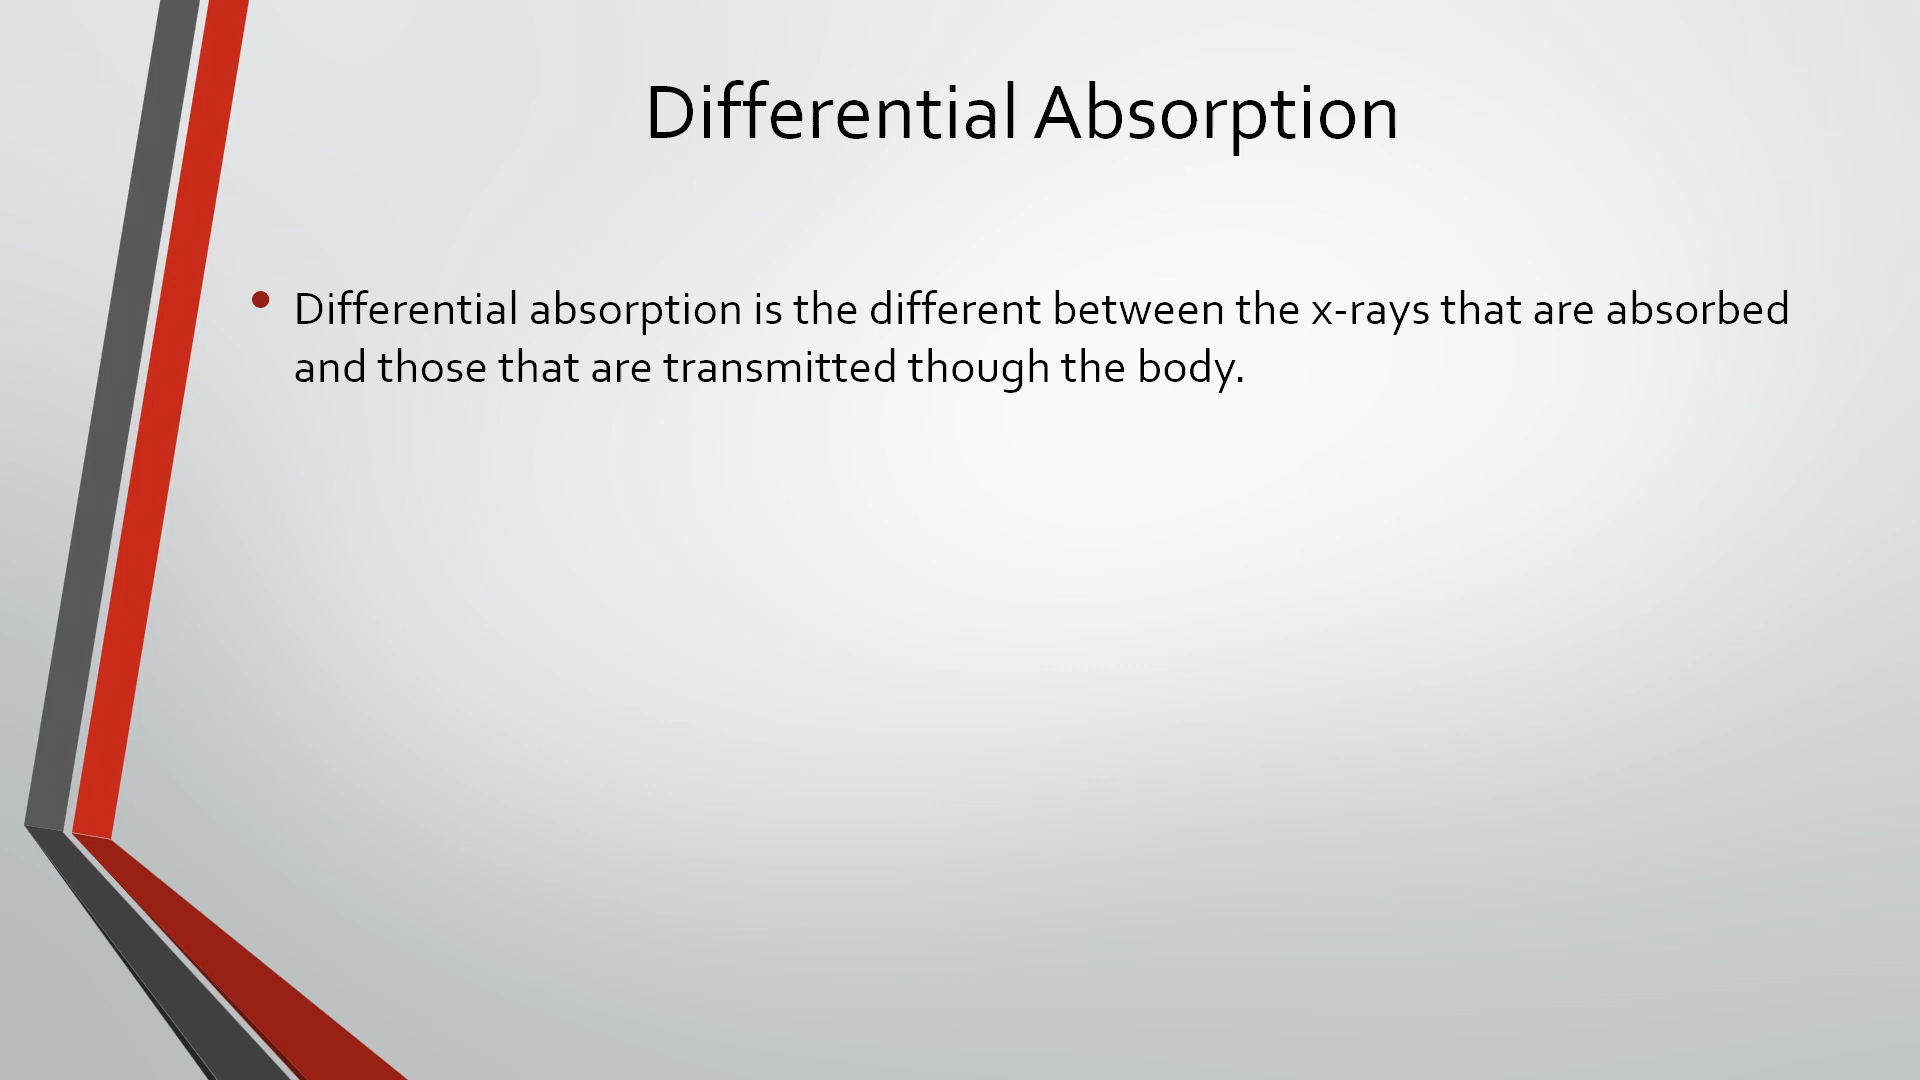 Differential Absorption
• Differential absorption is the different between the x-rays that are absorbed
and those that are transmitted though the body.